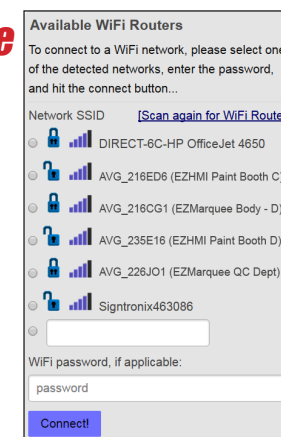 e
Available WiFi Routers
To connect to a WiFi network, please select one
of the detected networks, enter the password,
and hit the connect button...
Network SSID [Scan again for WiFi Route
DIRECT-6C-HP OfficeJet 4650
AVG_216ED6 (EZHMI Paint Booth C)
AVG_216CG1 (EZMarquee Body - D)
AVG_235E16 (EZHMI Paint Booth D)
AVG_226JO1 (EZMarquee QC Dept)
Signtronix463086
WiFi password, if applicable:
password
Connect!